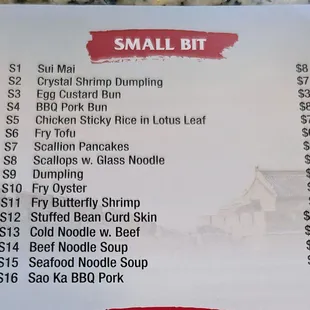 SMALL BIT
S1 Sui Mai $8
S2 Crystal Shrimp Dumpling $7
S3 Egg Custard Bun $3
S4 BBQ Pork Bun
S5 Chicken Sticky Rice in Lotus Leaf
S6 Fry Tofu
S7 Scallion Pancakes $
S8 Scallops w. Glass Noodle $
S9 Dumpling
S10 Fry Oyster
S11 Fry Butterfly Shrimp
S12 Stuffed Bean Curd Skin
S13 Cold Noodle w. Beef
S14 Beef Noodle Soup
S15 Seafood Noodle Soup
S16 Sao Ka BBQ Pork